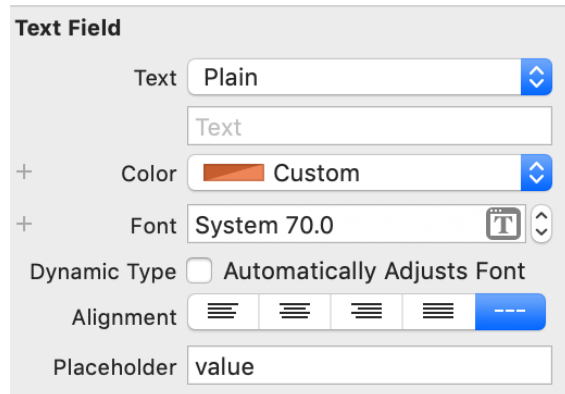 Text Field
Text Plain
Text
+ Color Custom
+ Font System 70.0 T
Dynamic Type Automatically Adjusts Font
Alignment ---
Placeholder value